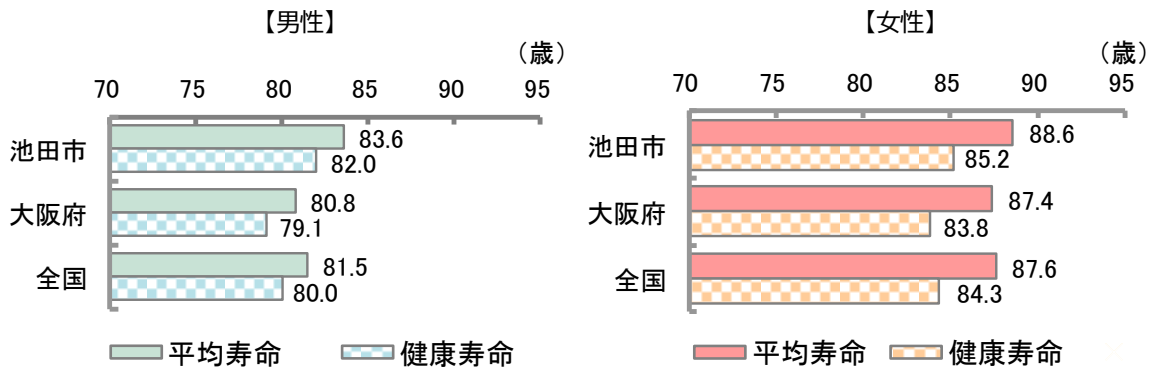 【男性】
(歳)
70 75 80 85 90 95
池田市
83.6
82.0
大阪府
80.8
79.1
全国
81.5
80.0
平均寿命 健康寿命
【女性】
(歳)
70 75 80 85 90 95
池田市
88.6
85.2
大阪府
87.4
83.8
全国
87.6
84.3
平均寿命 健康寿命